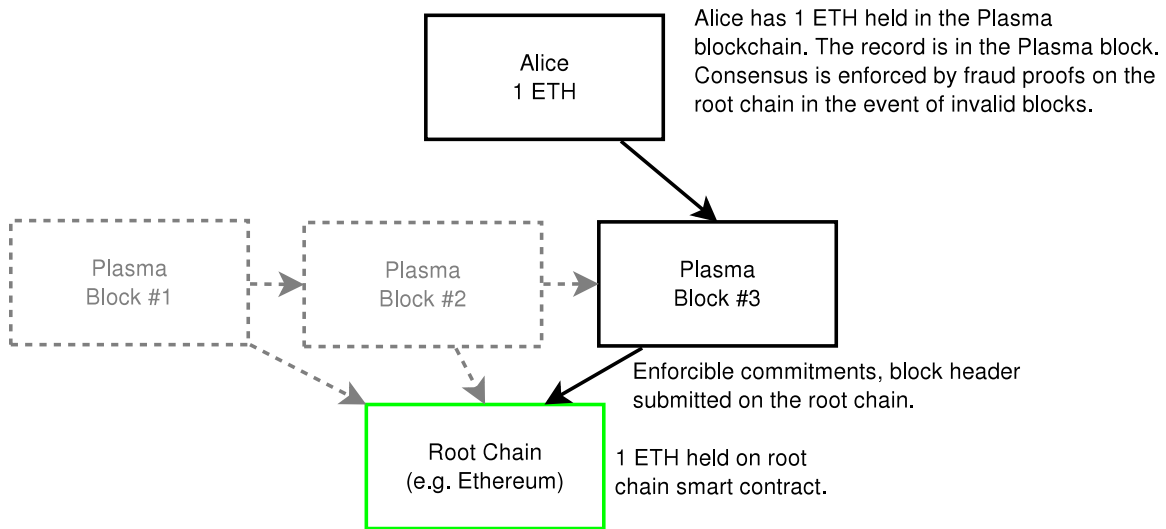 Alice
1 ETH
Alice has 1 ETH held in the Plasma
blockchain. The record is in the Plasma block.
Consensus is enforced by fraud proofs on the
root chain in the event of invalid blocks.
Plasma
Block #1
Plasma
Block #2
Plasma
Block #3
Enforcible commitments, block header
submitted on the root chain.
Root Chain
(e.g. Ethereum)
1 ETH held on root
chain smart contract.